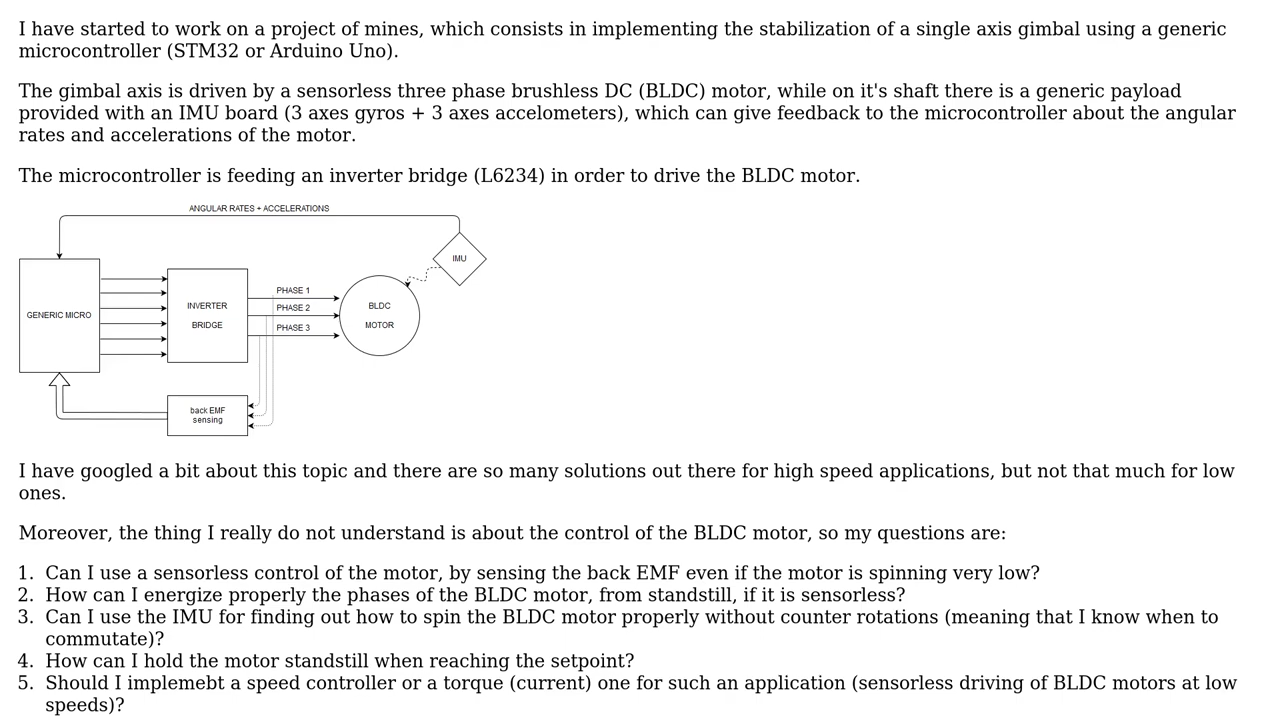 I have started to work on a project of mines, which consists in implementing the stabilization of a single axis gimbal using a generic
microcontroller (STM32 or Arduino Uno).
The gimbal axis is driven by a sensorless three phase brushless DC (BLDC) motor, while on it's shaft there is a generic payload
provided with an IMU board (3 axes gyros + 3 axes accelometers), which can give feedback to the microcontroller about the angular
rates and accelerations of the motor.
The microcontroller is feeding an inverter bridge (L6234) in order to drive the BLDC motor.
ANGULAR RATES + ACCELERATIONS
IMU
GENERIC MICRO
INVERTER
BRIDGE
PHASE 1
PHASE 2
PHASE 3
BLDC
MOTOR
back EMF
sensing
I have googled a bit about this topic and there are so many solutions out there for high speed applications, but not that much for low
ones.
Moreover, the thing I really do not understand is about the control of the BLDC motor, so my questions are:
1. Can I use a sensorless control of the motor, by sensing the back EMF even if the motor is spinning very low?
2. How can I energize properly the phases of the BLDC motor, from standstill, if it is sensorless?
3. Can I use the IMU for finding out how to spin the BLDC motor properly without counter rotations (meaning that I know when to
commutate)?
4. How can I hold the motor standstill when reaching the setpoint?
5. Should I implemebt a speed controller or a torque (current) one for such an application (sensorless driving of BLDC motors at low
speeds)?